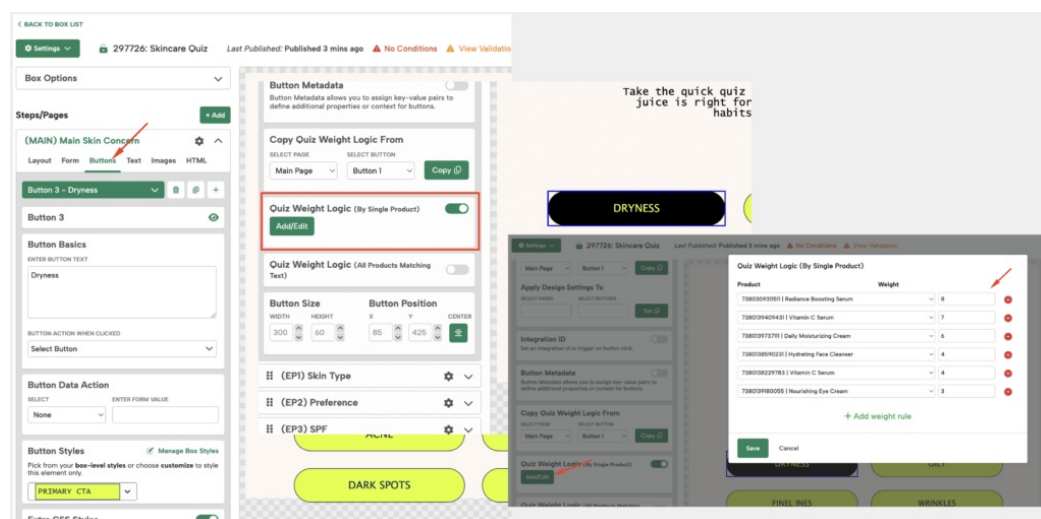 < BACK TO BOX LIST
Settings
297726: Skincare Quiz
Last Published: Published 3 mins ago
No Conditions
View Validatio
Box Options
Steps/Pages
+ Add
(MAIN) Main Skin Concern
Layout Form Buttons Text Images HTML
Button 3 - Dryness
Button 3
Button Basics
ENTER BUTTON TEXT
Dryness
BUTTON ACTION WHEN CLICKED
Select Button
Button Data Action
SELECT ENTER FORM VALUE
None
Button Styles
Manage Box Styles
Pick from your box-level styles or choose customize to style
this element only.
PRIMARY CTA
Extra CSS Styles
Button Metadata
Button Metadata allows you to assign key-value pairs to
define additional properties or context for buttons.
Copy Quiz Weight Logic From
SELECT PAGE SELECT BUTTON
Main Page Button 1 Copy
Quiz Weight Logic (By Single Product)
Add/Edit
Quiz Weight Logic (All Products Matching
Text)
Button Size Button Position
WIDTH HEIGHT X Y CENTER
300 60 85 425
(EP1) Skin Type
(EP2) Preference
(EP3) SPF
ACNE
DARK SPOTS
Take the quick quiz
juice is right for
habits
DRYNESS
Settings
297726: Skincare Quiz
Last Published: Published 3 mins ago
No Conditions
View Validation
Main Page Button 1 Copy
Apply Design Settings To
SELECT PAGES SELECT BUTTONS
Set
Integration ID
Set an integration id to trigger on button click.
Button Metadata
Button Metadata allows you to assign key-value pairs to
define additional properties or context for buttons.
Copy Quiz Weight Logic From
SELECT PAGE SELECT BUTTON
Main Page Button 1 Copy
Quiz Weight Logic (By Single Product)
Add/Edit
Quiz Weight Logic (All Products Matching
Quiz Weight Logic (By Single Product)
Product Weight
7380309311511 | Radiance Boosting Serum 8
7380139409431 | Vitamin C Serum 7
7380139737111 | Daily Moisturizing Cream 6
7380138590231 | Hydrating Face Cleanser 4
7380138229783 | Vitamin C Serum 4
7380139180055 | Nourishing Eye Cream 3
+ Add weight rule
Save Cancel
DRYNESS
OILY
FINEL INES
WRINKLES